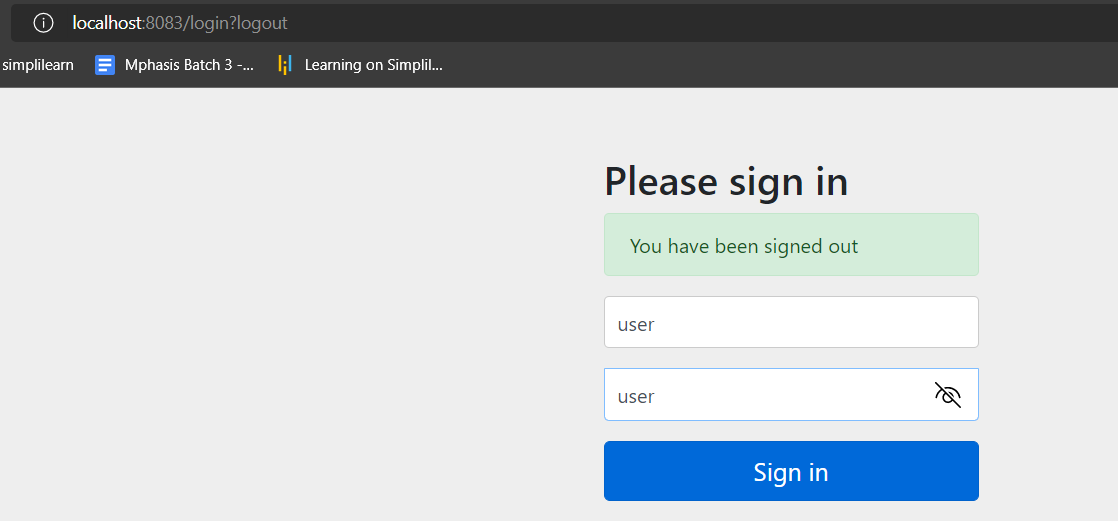 localhost:8083/login?logout
simplilearn Mphasis Batch 3 -... Learning on Simplil...
Please sign in
You have been signed out
user
user
Sign in